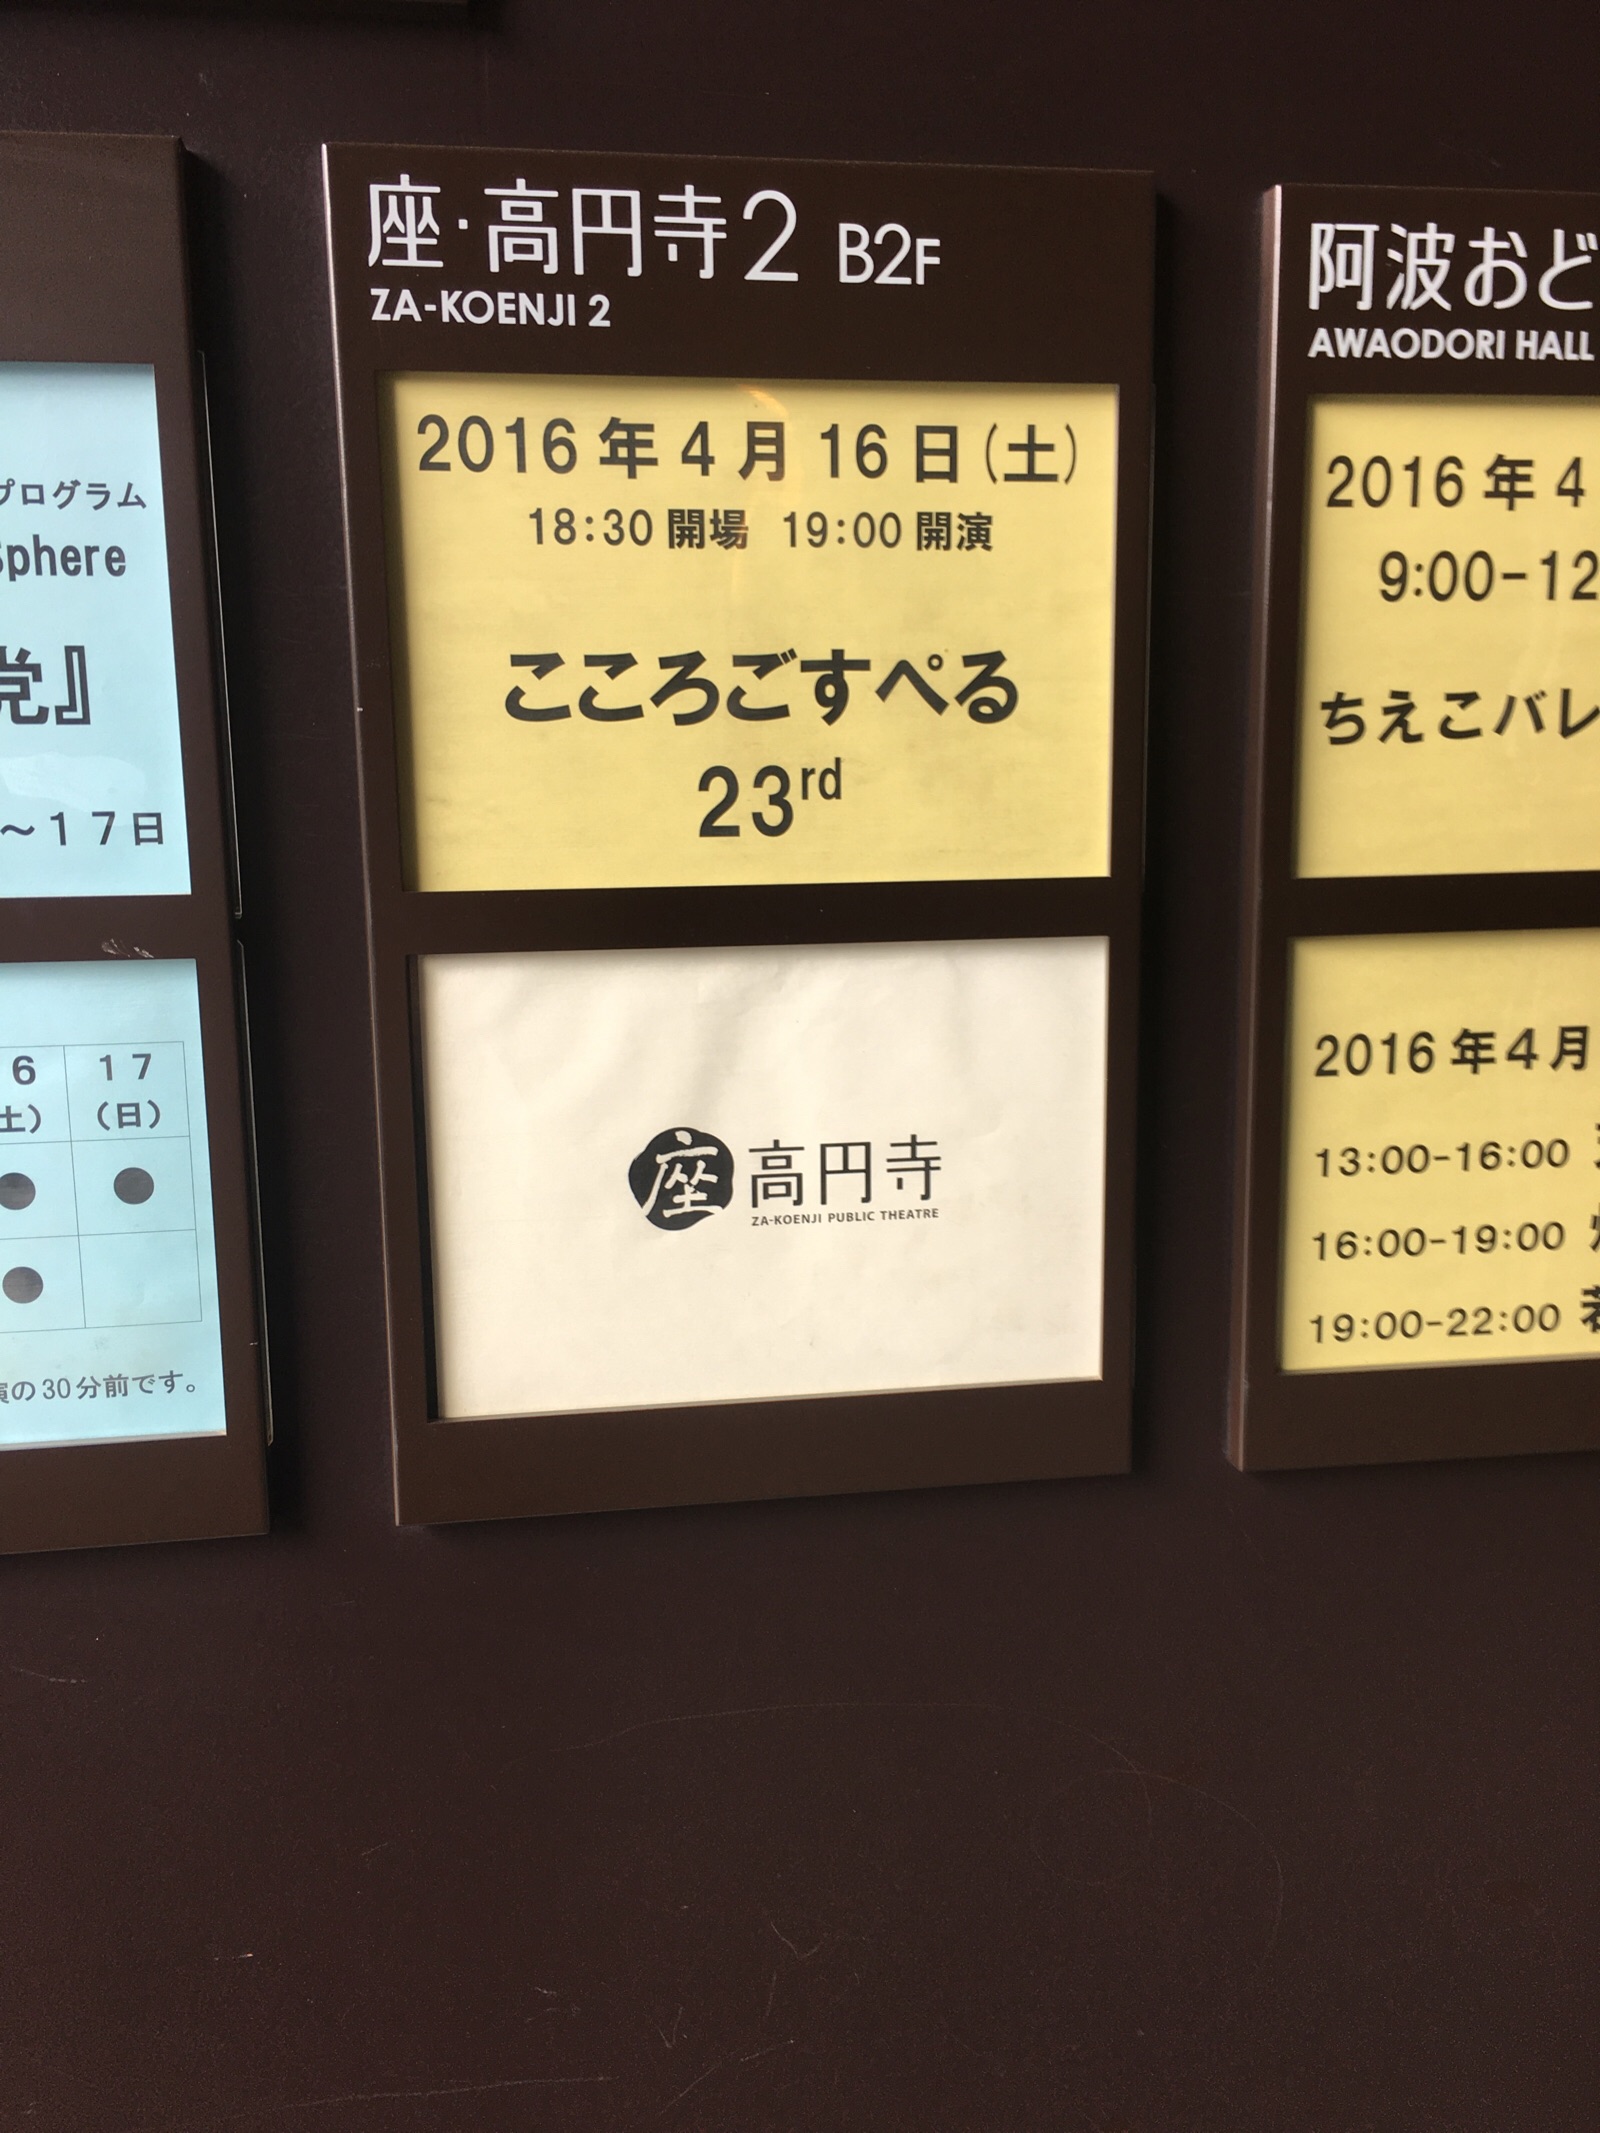 プログラム
Sphere
党』
～１７日
6 17
(土) (日)
● ●
●
演の30分前です。
座・高円寺2 B2F
ZA-KOENJI 2
2016年4月16日(土)
18:30開場 19:00開演
こころごすぺる
23rd
座 高円寺
ZA-KOENJI PUBLIC THEATRE
阿波おど
AWAODORI HALL
2016年4
9:00-12
ちえこバレ
2016年4月
13:00-16:00
16:00-19:00
19:00-22:00